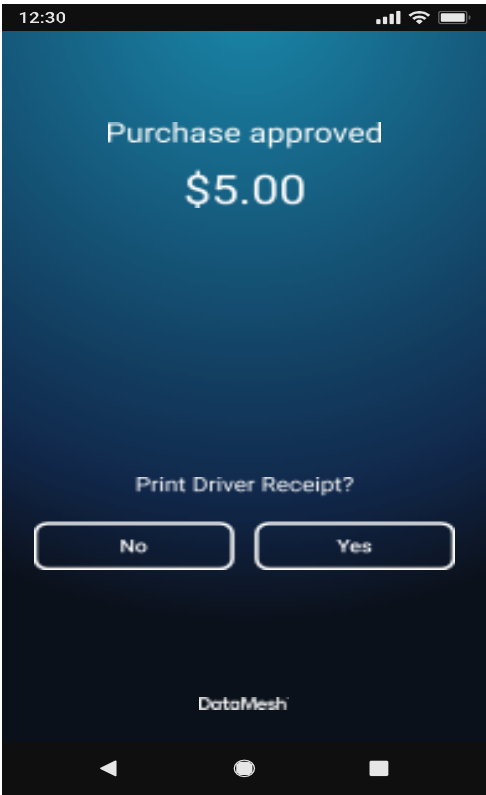 12:30
Purchase approved
$5.00
Print Driver Receipt?
No
Yes
DataMesh